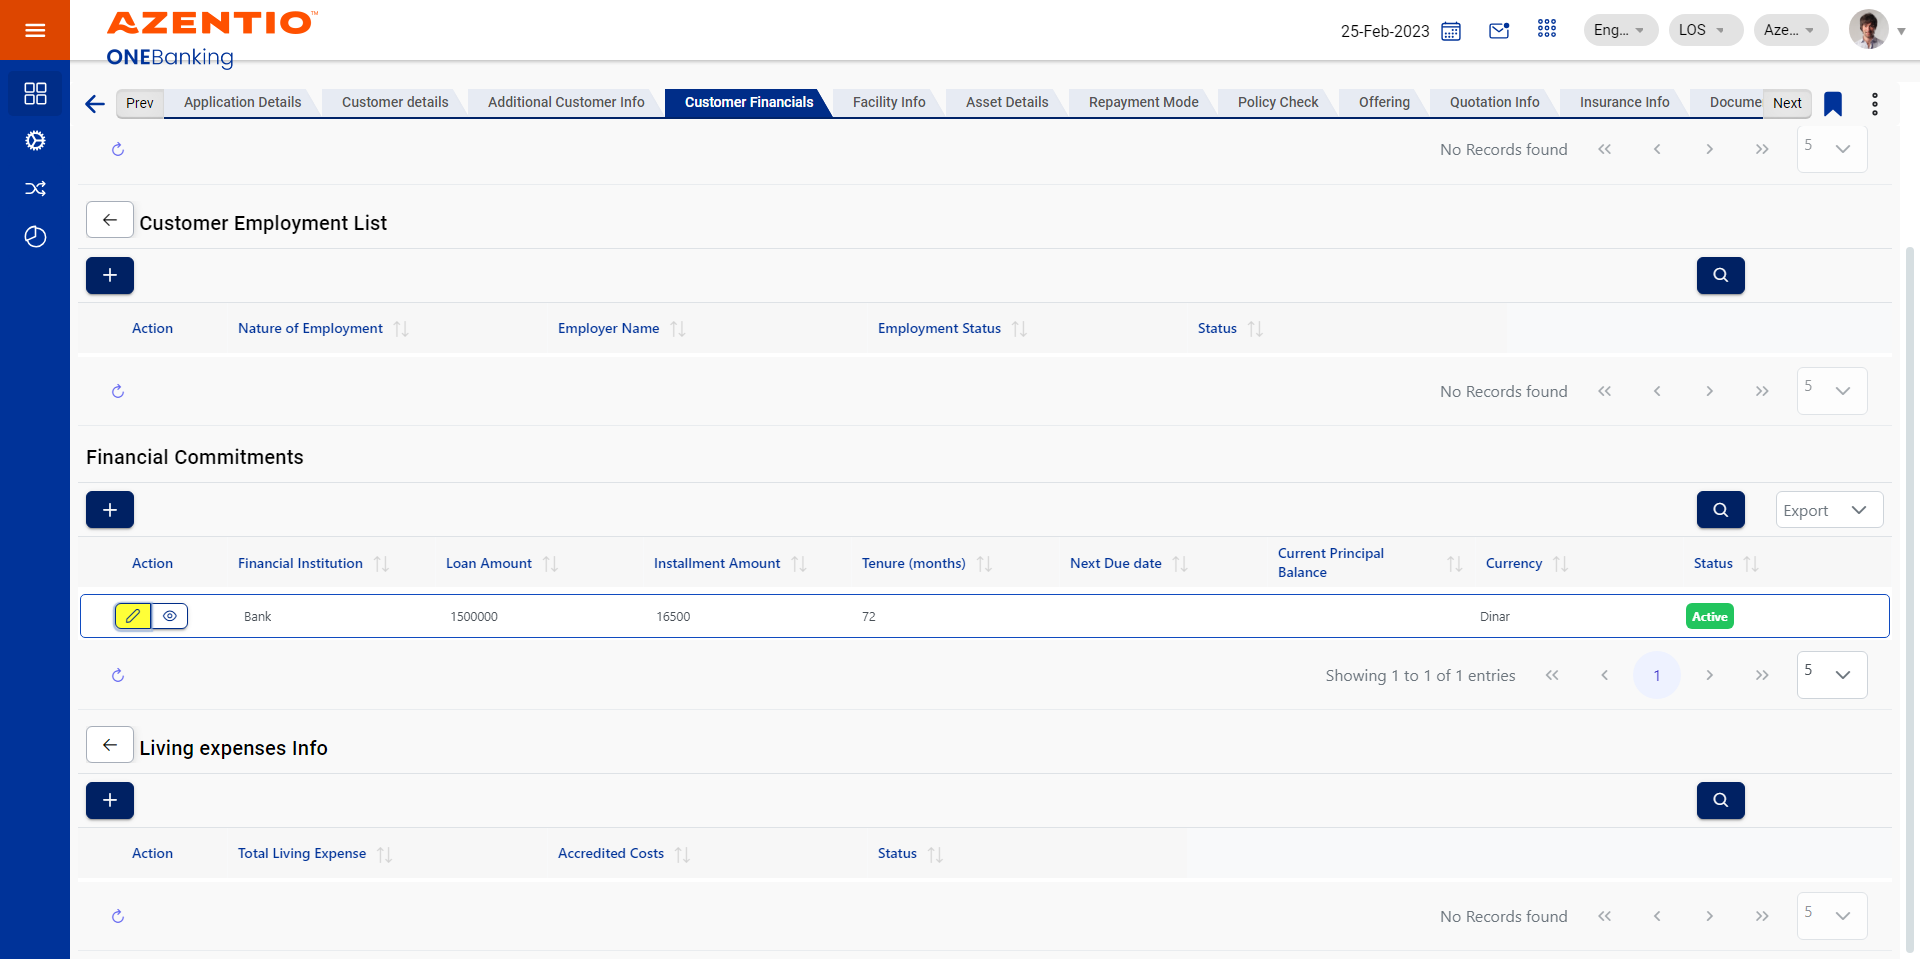 AZENTIO™
ONEBanking
25-Feb-2023
Eng...
LOS
Aze...
Prev
Application Details
Customer details
Additional Customer Info
Customer Financials
Facility Info
Asset Details
Repayment Mode
Policy Check
Offering
Quotation Info
Insurance Info
Docume
Next
No Records found
5
Customer Employment List
Action
Nature of Employment
Employer Name
Employment Status
Status
No Records found
5
Financial Commitments
Export
Action
Financial Institution
Loan Amount
Installment Amount
Tenure (months)
Next Due date
Current Principal
Balance
Currency
Status
Bank
1500000
16500
72
Dinar
Active
Showing 1 to 1 of 1 entries
1
5
Living expenses Info
Action
Total Living Expense
Accredited Costs
Status
No Records found
5